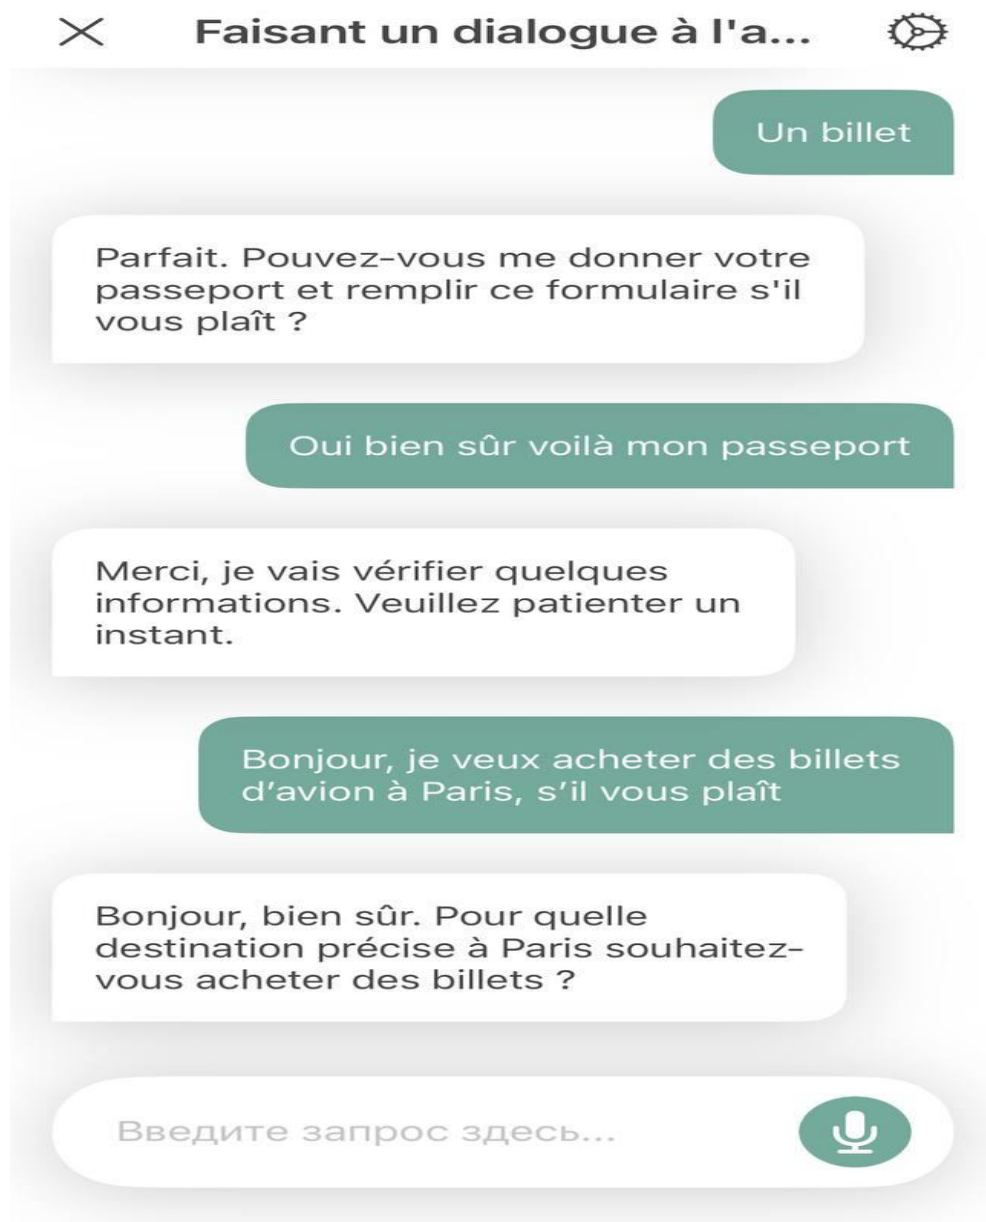 Faisant un dialogue à l'a...
Un billet
Parfait. Pouvez-vous me donner votre
passeport et remplir ce formulaire s'il
vous plaît ?
Oui bien sûr voilà mon passeport
Merci, je vais vérifier quelques
informations. Veuillez patienter un
instant.
Bonjour, je veux acheter des billets
d’avion à Paris, s’il vous plaît
Bonjour, bien sûr. Pour quelle
destination précise à Paris souhaitez-
vous acheter des billets ?
Введите запрос здесь...